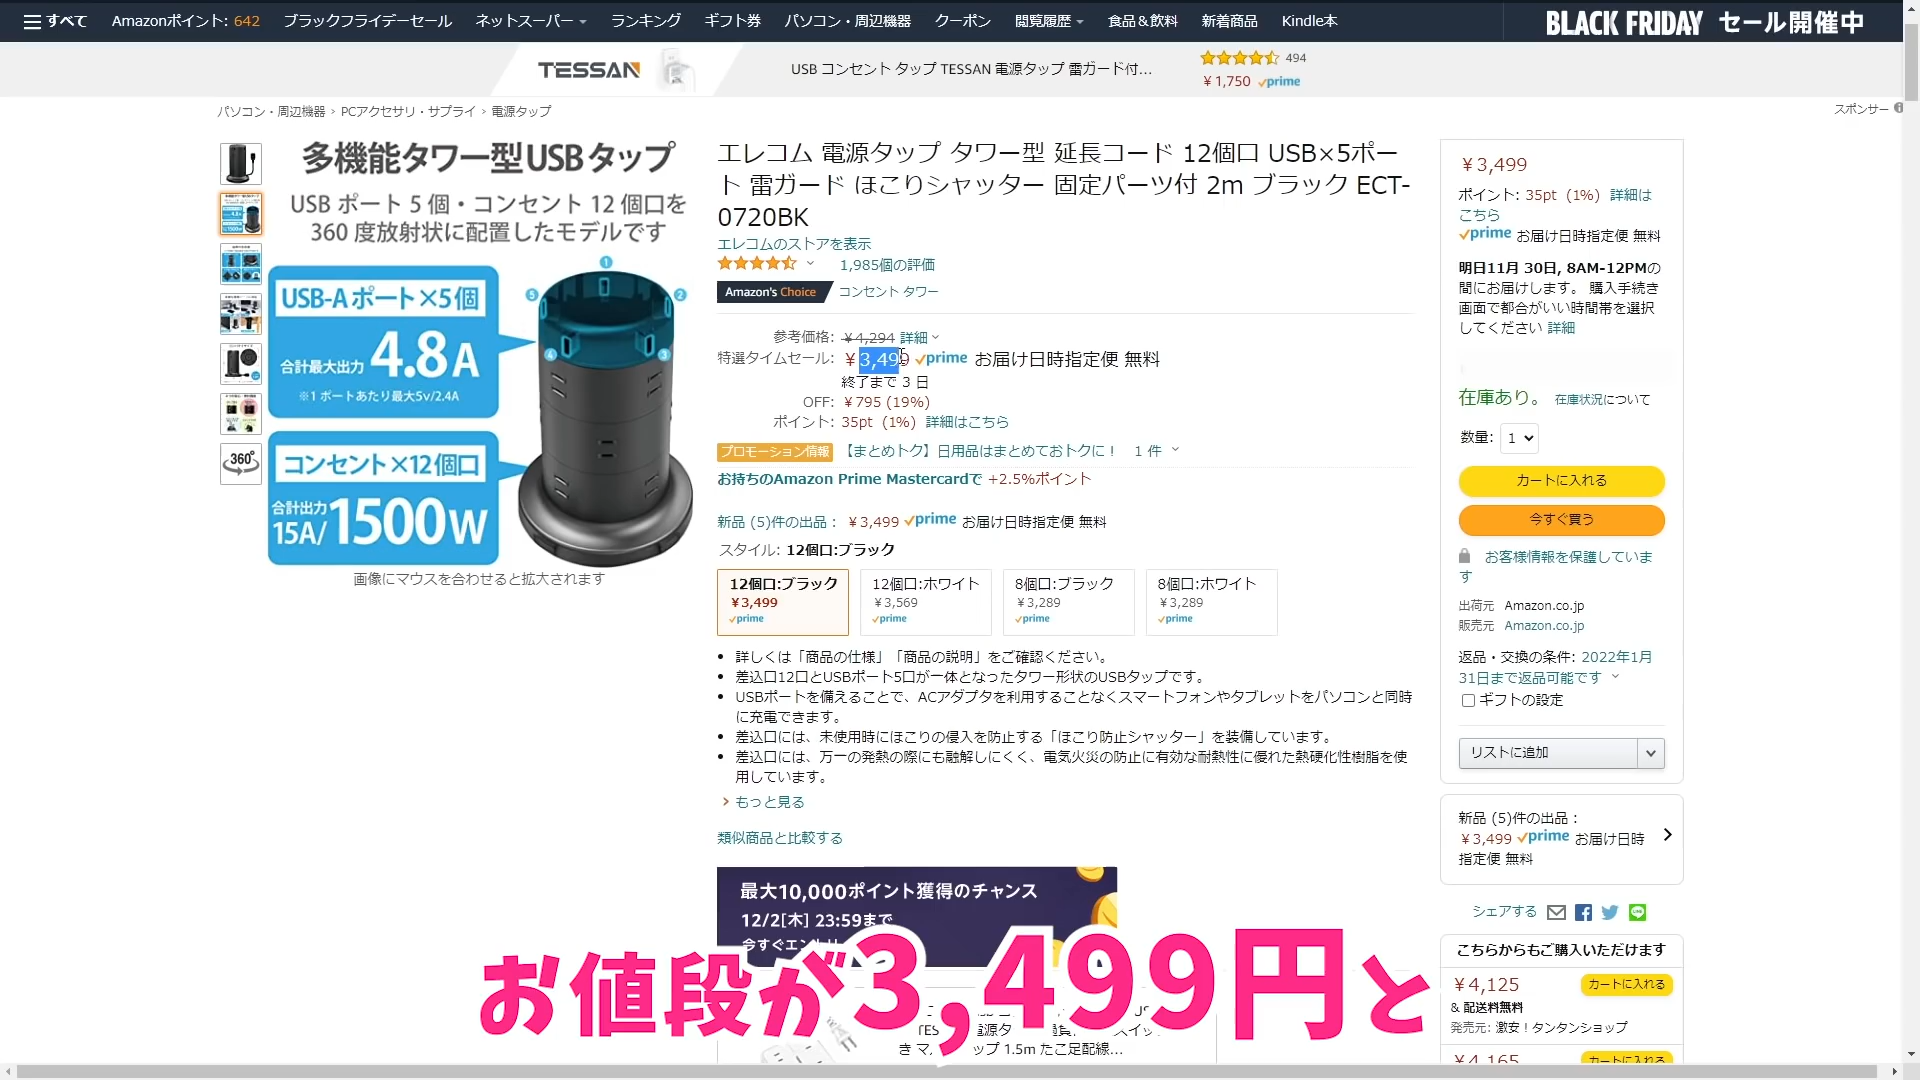 すべて
Amazonポイント: 642
ブラックフライデーセール
ネットスーパー
ランキング
ギフト券
パソコン・周辺機器
クーポン
閲覧履歴
食品＆飲料
新着商品
Kindle本
BLACK FRIDAY セール開催中
TESSAN
USB コンセント タップ TESSAN 電源タップ 雷ガード付…
494
￥1,750 prime
スポンサー
パソコン・周辺機器 › PCアクセサリ・サプライ › 電源タップ
多機能タワー型USBタップ
USB ポート 5 個・コンセント 12 個口を
360 度放射状に配置したモデルです
USB-Aポート×5個
合計最大出力 4.8A
※1 ポートあたり最大5v/2.4A
コンセント×12個口
合計出力
15A/1500W
1
2
3
4
5
360°
画像にマウスを合わせると拡大されます
エレコム 電源タップ タワー型 延長コード 12個口 USB×5ポー
ト 雷ガード ほこりシャッター 固定パーツ付 2m ブラック ECT-
0720BK
エレコムのストアを表示
1,985個の評価
Amazon's Choice コンセント タワー
参考価格: ￥4,294 詳細
特選タイムセール: ￥3,499 prime お届け日時指定便 無料
終了まで 3 日
OFF: ￥795 (19%)
ポイント: 35pt (1%) 詳細はこちら
プロモーション情報 【まとめトク】日用品はまとめておトクに！ 1 件
お持ちのAmazon Prime Mastercardで +2.5%ポイント
新品 (5)件の出品： ￥3,499 prime お届け日時指定便 無料
スタイル: 12個口:ブラック
12個口:ブラック
￥3,499
prime
12個口:ホワイト
￥3,569
prime
8個口:ブラック
￥3,289
prime
8個口:ホワイト
￥3,289
prime
• 詳しくは「商品の仕様」「商品の説明」をご確認ください。
• 差込口12口とUSBポート5口が一体となったタワー形状のUSBタップです。
• USBポートを備えることで、ACアダプタを利用することなくスマートフォンやタブレットをパソコンと同時
に充電できます。
• 差込口には、未使用時にほこりの侵入を防止する「ほこり防止シャッター」を装備しています。
• 差込口には、万一の発熱の際にも融解しにくく、電気火災の防止に有効な耐熱性に優れた熱硬化性樹脂を使
用しています。
› もっと見る
類似商品と比較する
最大10,000ポイント獲得のチャンス
12/2[木] 23:59まで
今すぐエントリ
電源タ
き マ
ップ 1.5m たこ足配線…
お値段が3,499円と
￥3,499
ポイント: 35pt (1%) 詳細は
こちら
prime お届け日時指定便 無料
明日11月 30日, 8AM-12PMの
間にお届けします。 購入手続き
画面で都合がいい時間帯を選択
してください 詳細
在庫あり。 在庫状況について
数量: 1
カートに入れる
今すぐ買う
お客様情報を保護していま
す
出荷元 Amazon.co.jp
販売元 Amazon.co.jp
返品・交換の条件: 2022年1月
31日まで返品可能です
ギフトの設定
リストに追加
新品 (5)件の出品：
￥3,499 prime お届け日時
指定便 無料
シェアする
こちらからもご購入いただけます
￥4,125 カートに入れる
& 配送料無料
発売元: 激安！タンタンショップ
￥4,165 カートに入れる